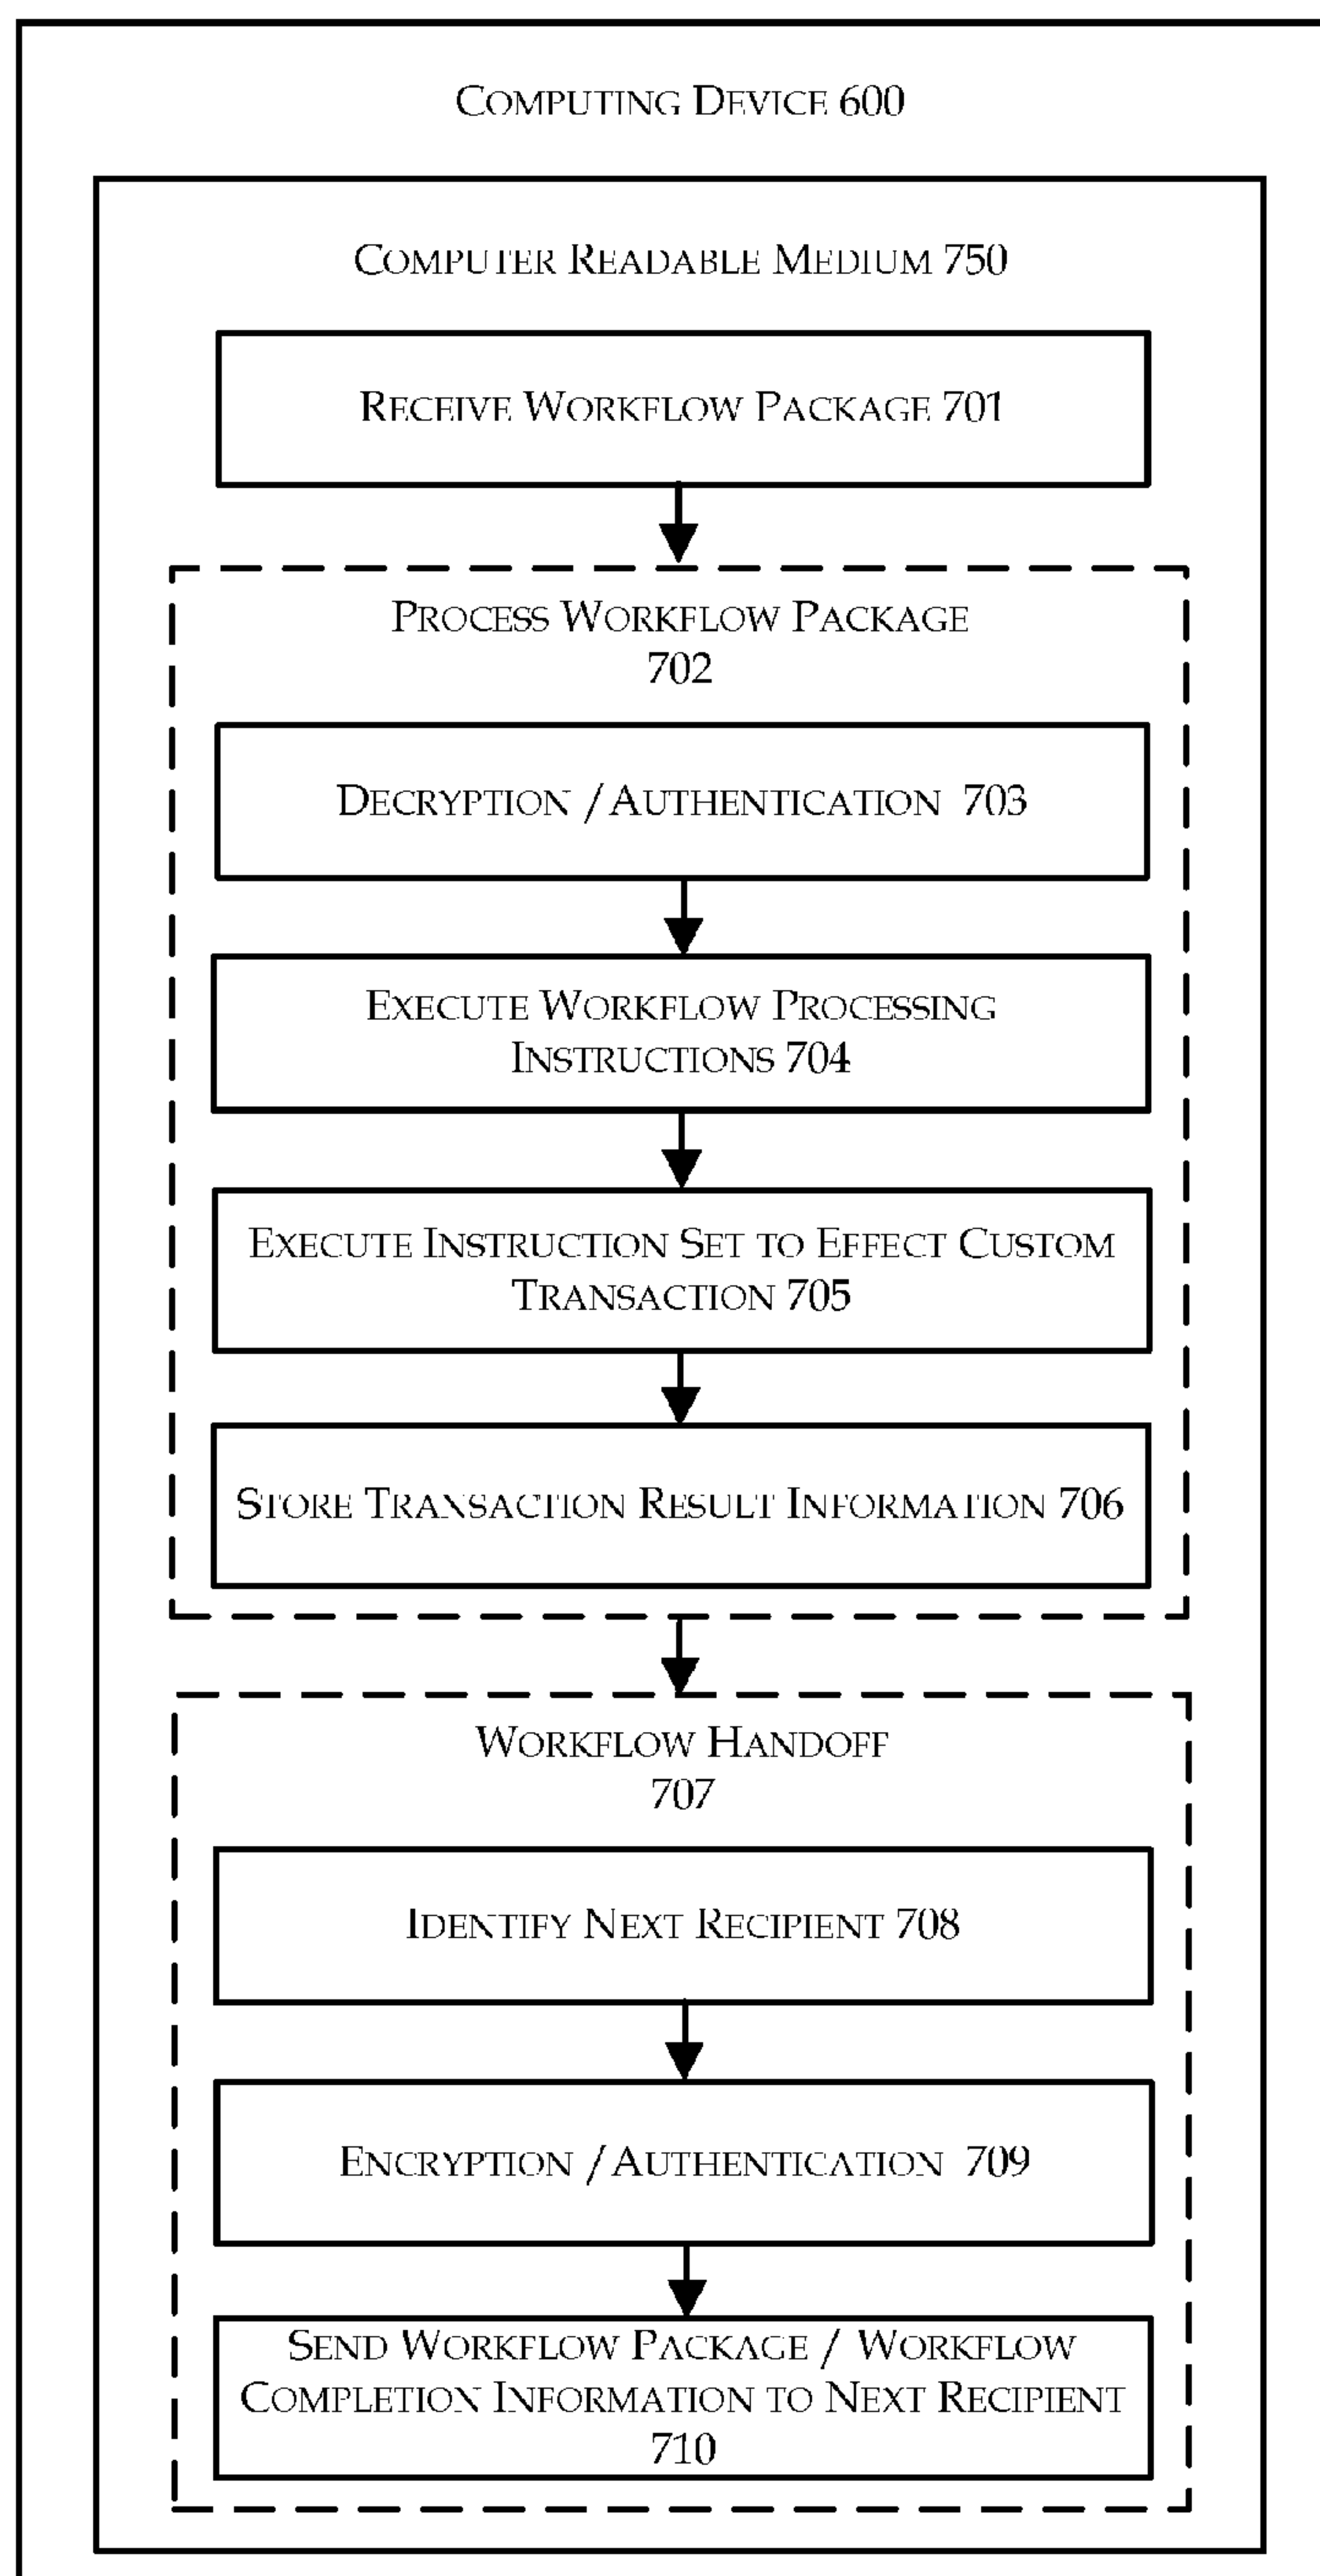 COMPUTING DEVICE 600
COMPUTER READABLE MEDIUM 750
RECEIVE WORKFLOW PACKAGE 701
PROCESS WORKFLOW PACKAGE
702
DECRYPTION /AUTHENTICATION 703
EXECUTE WORKFLOW PROCESSING
INSTRUCTIONS 704
EXECUTE INSTRUCTION SET TO EFFECT CUSTOM
TRANSACTION 705
STORE TRANSACTION RESULT INFORMATION 706
WORKFLOW HANDOFF
707
IDENTIFY NEXT RECIPIENT 708
ENCRYPTION /AUTHENTICATION 709
SEND WORKFLOW PACKAGE / WORKFLOW
COMPLETION INFORMATION TO NEXT RECIPIENT
710